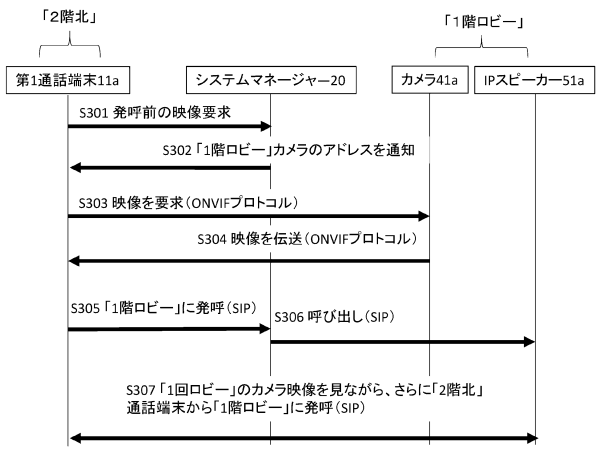 「2階北」
「1階ロビー」
第1通話端末11a
システムマネージャー20
カメラ41a
IPスピーカー51a
S301 発呼前の映像要求
S302 「1階ロビー」カメラのアドレスを通知
S303 映像を要求(ONVIFプロトコル)
S304 映像を伝送(ONVIFプロトコル)
S305 「1階ロビー」に発呼(SIP)
S306 呼び出し(SIP)
S307 「1回ロビー」のカメラ映像を見ながら、さらに「2階北」
通話端末から「1階ロビー」に発呼(SIP)